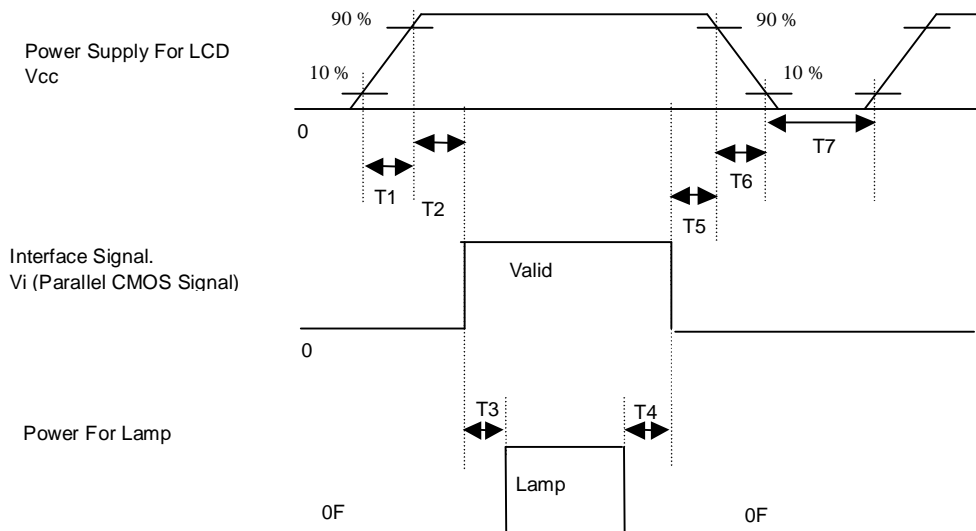 90 %
90 %
Power Supply For LCD
Vcc
10 %
10 %
0
T7
T6
T1
T2
T5
Interface Signal.
Vi (Parallel CMOS Signal)
Valid
0
T3
T4
Power For Lamp
Lamp
0F
0F